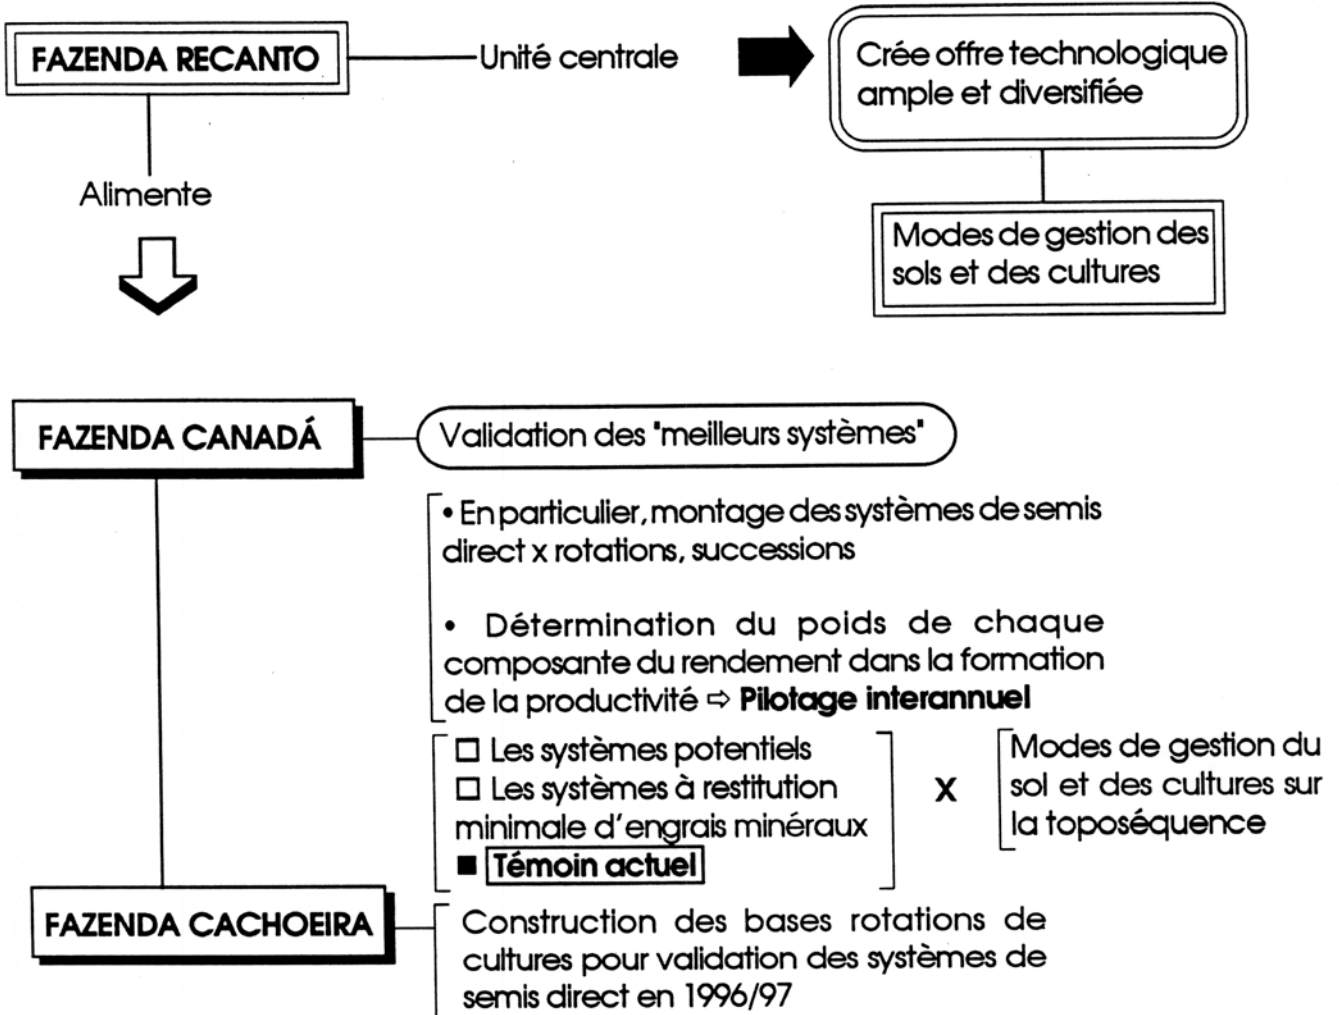 FAZENDA RECANTO
Unité centrale
Crée offre technologique
ample et diversifiée
Modes de gestion des
sols et des cultures
Alimente
FAZENDA CANADÁ
Validation des "meilleurs systèmes"
• En particulier, montage des systèmes de semis
direct x rotations, successions
• Détermination du poids de chaque
composante du rendement dans la formation
de la productivité ⇨ Pilotage interannuel
☐ Les systèmes potentiels
☐ Les systèmes à restitution
minimale d'engrais minéraux
■ Témoin actuel
X
Modes de gestion du
sol et des cultures sur
la toposéquence
FAZENDA CACHOEIRA
Construction des bases rotations de
cultures pour validation des systèmes de
semis direct en 1996/97